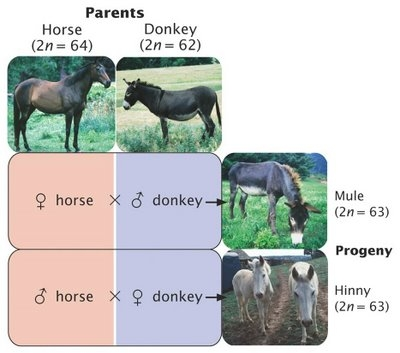 Parents
Horse
(2n = 64)
Donkey
(2n = 62)
♀ horse × ♂ donkey
Mule
(2n = 63)
Progeny
♂ horse × ♀ donkey
Hinny
(2n = 63)